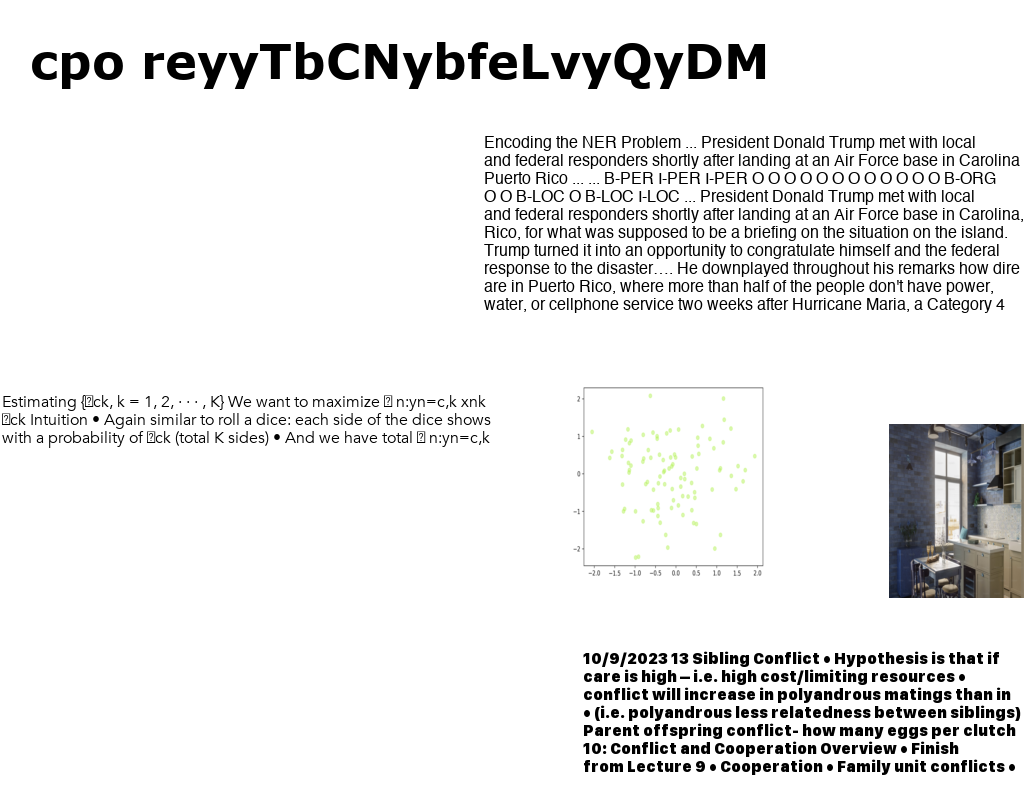 cpo reyyTbCNybfeLvyQyDM
Encoding the NER Problem ... President Donald Trump met with local
and federal responders shortly after landing at an Air Force base in Carolina
Puerto Rico ... ... B-PER I-PER I-PER O O O O O O O O O O O O B-ORG
O O B-LOC O B-LOC I-LOC ... President Donald Trump met with local
and federal responders shortly after landing at an Air Force base in Carolina,
Rico, for what was supposed to be a briefing on the situation on the island.
Trump turned it into an opportunity to congratulate himself and the federal
response to the disaster…. He downplayed throughout his remarks how dire
are in Puerto Rico, where more than half of the people don't have power,
water, or cellphone service two weeks after Hurricane Maria, a Category 4
Estimating {ck, k = 1, 2, · · · , K} We want to maximize n:yn=c,k xnk
ck Intuition • Again similar to roll a dice: each side of the dice shows
with a probability of ck (total K sides) • And we have total n:yn=c,k
2
1
0
−1
−2
−2.0 −1.5 −1.0 −0.5 0.0 0.5 1.0 1.5 2.0
10/9/2023 13 Sibling Conflict • Hypothesis is that if
care is high – i.e. high cost/limiting resources •
conflict will increase in polyandrous matings than in
• (i.e. polyandrous less relatedness between siblings)
Parent offspring conflict- how many eggs per clutch
10: Conflict and Cooperation Overview • Finish
from Lecture 9 • Cooperation • Family unit conflicts •